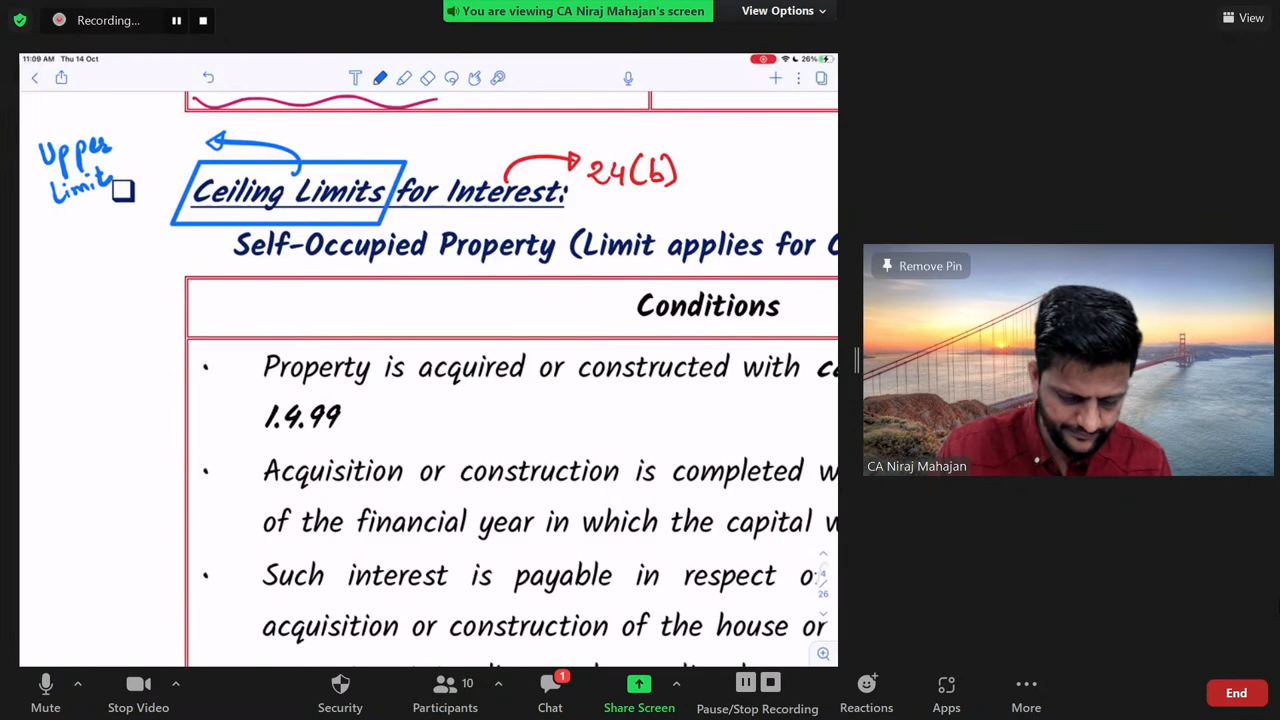 Recording...
You are viewing CA Niraj Mahajan's screen
View Options
View
11:09 AM Thu 14 Oct
26%
Upper
Limit
24(b)
Ceiling Limits for Interest:
Self-Occupied Property (Limit applies for
Conditions
• Property is acquired or constructed with
1.4.99
• Acquisition or construction is completed
of the financial year in which the capital
• Such interest is payable in respect
acquisition or construction of the house or
4
/
26
Remove Pin
CA Niraj Mahajan
Mute
Stop Video
Security
10
Participants
1
Chat
Share Screen
Pause/Stop Recording
Reactions
Apps
More
End